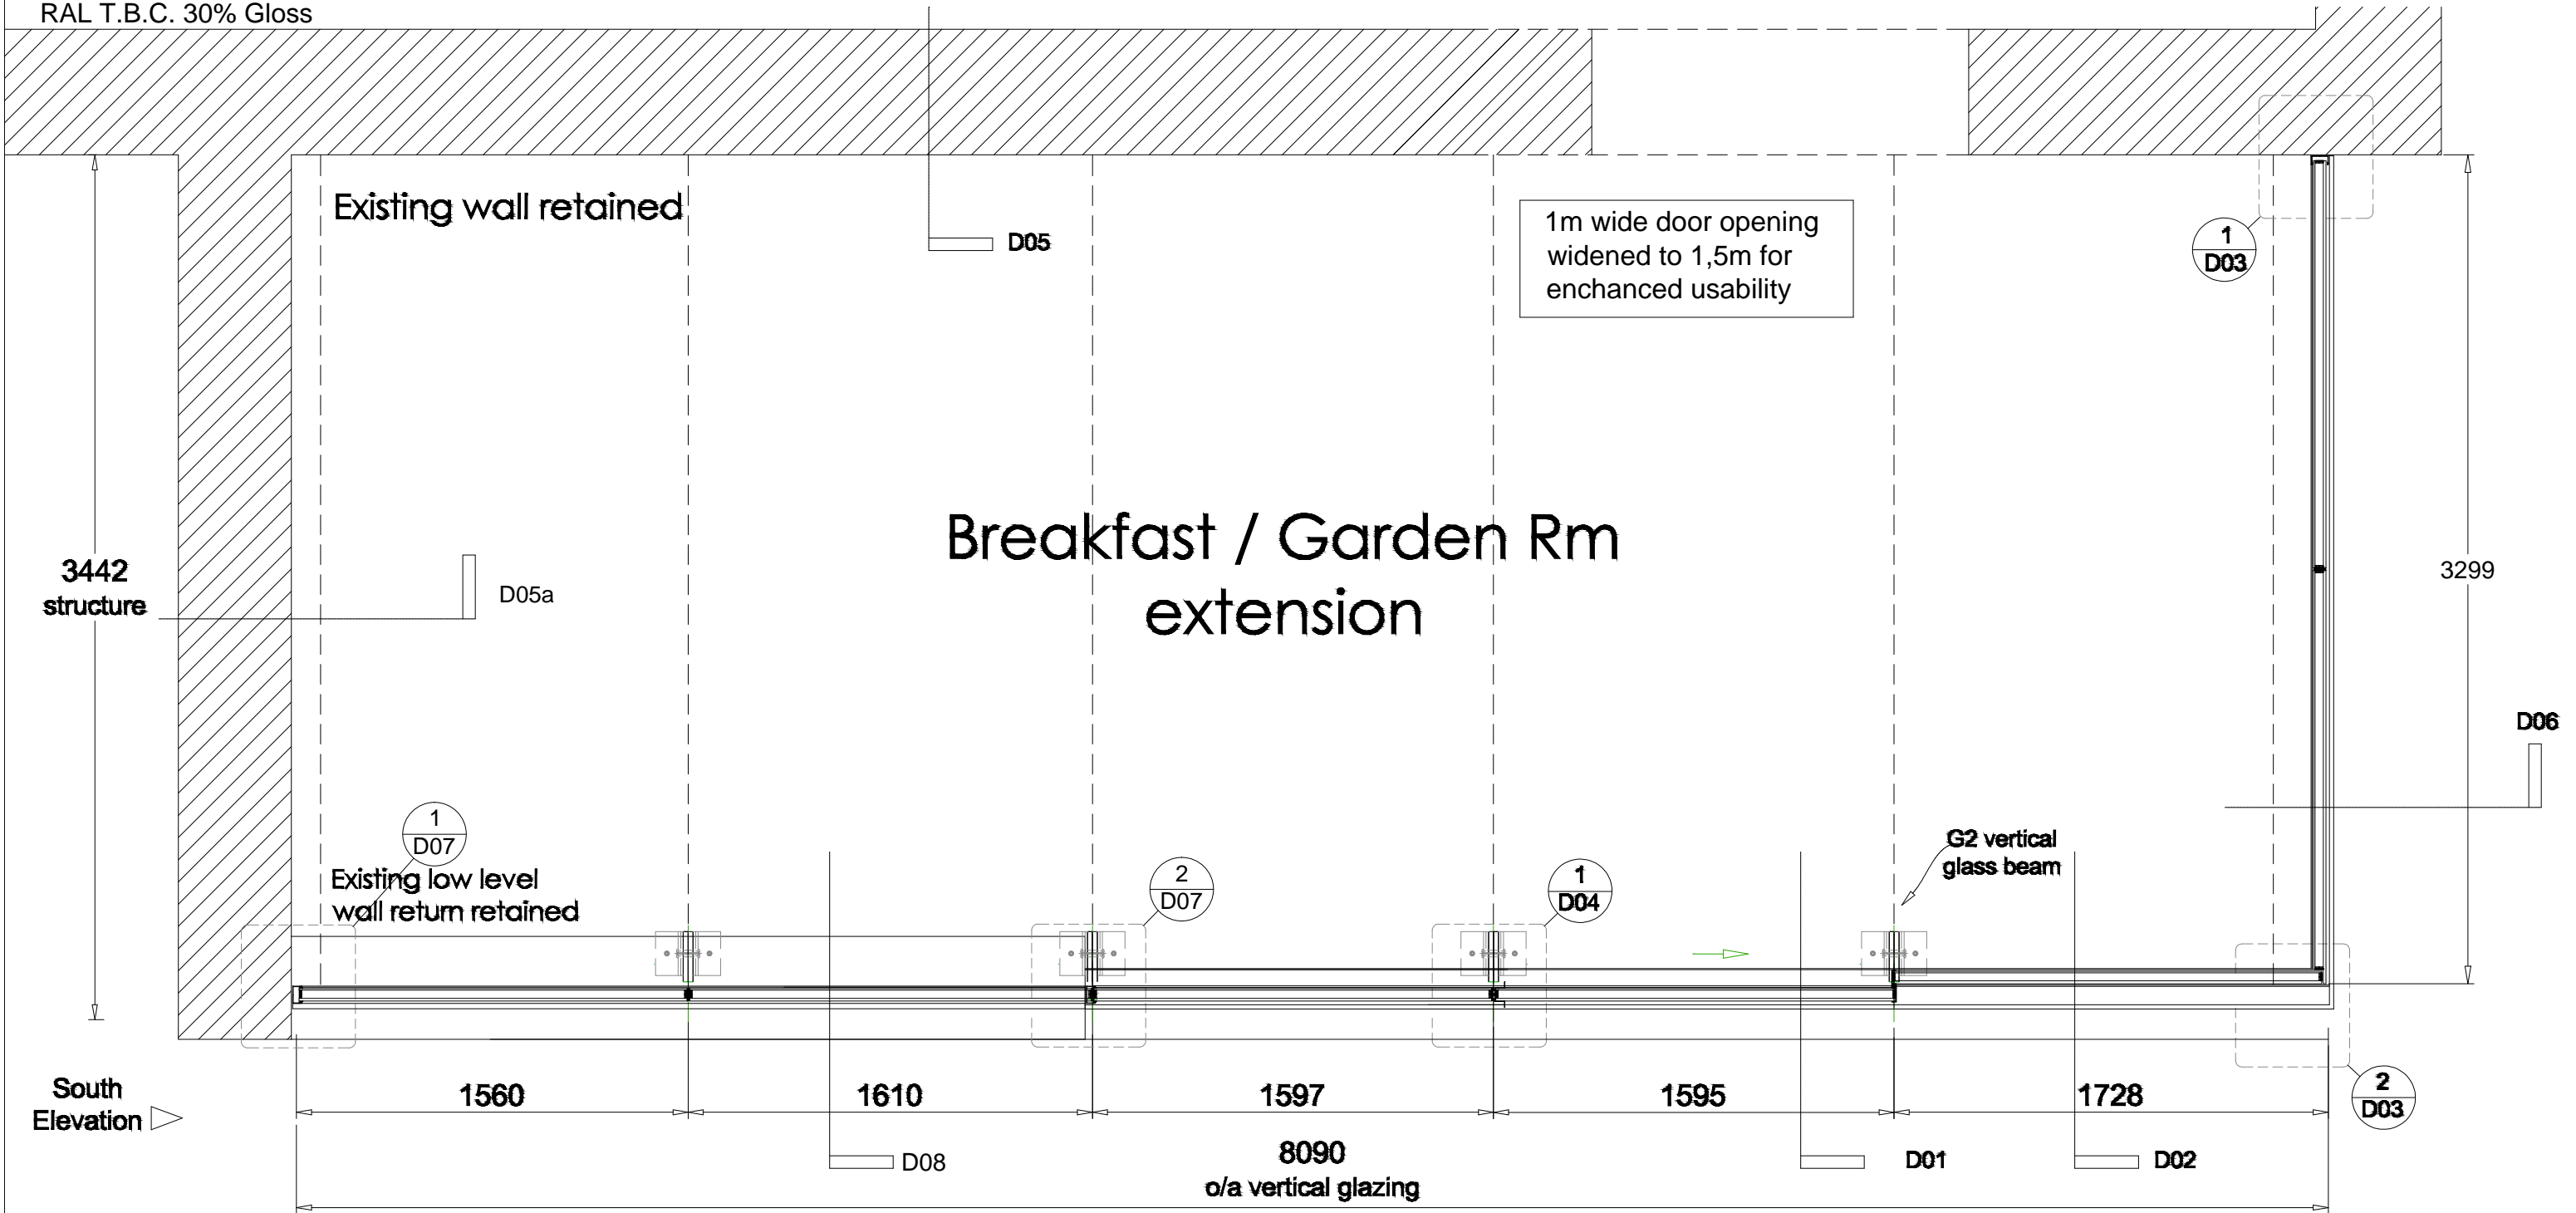 RAL T.B.C. 30% Gloss
Existing wall retained
D05
1m wide door opening
widened to 1,5m for
enchanced usability
1
D03
Breakfast / Garden Rm
extension
3442
structure
D05a
3299
D06
1
D07
Existing low level
wall return retained
2
D07
1
D04
G2 vertical
glass beam
South
Elevation
1560
1610
1597
1595
1728
2
D03
D08
8090
o/a vertical glazing
D01
D02